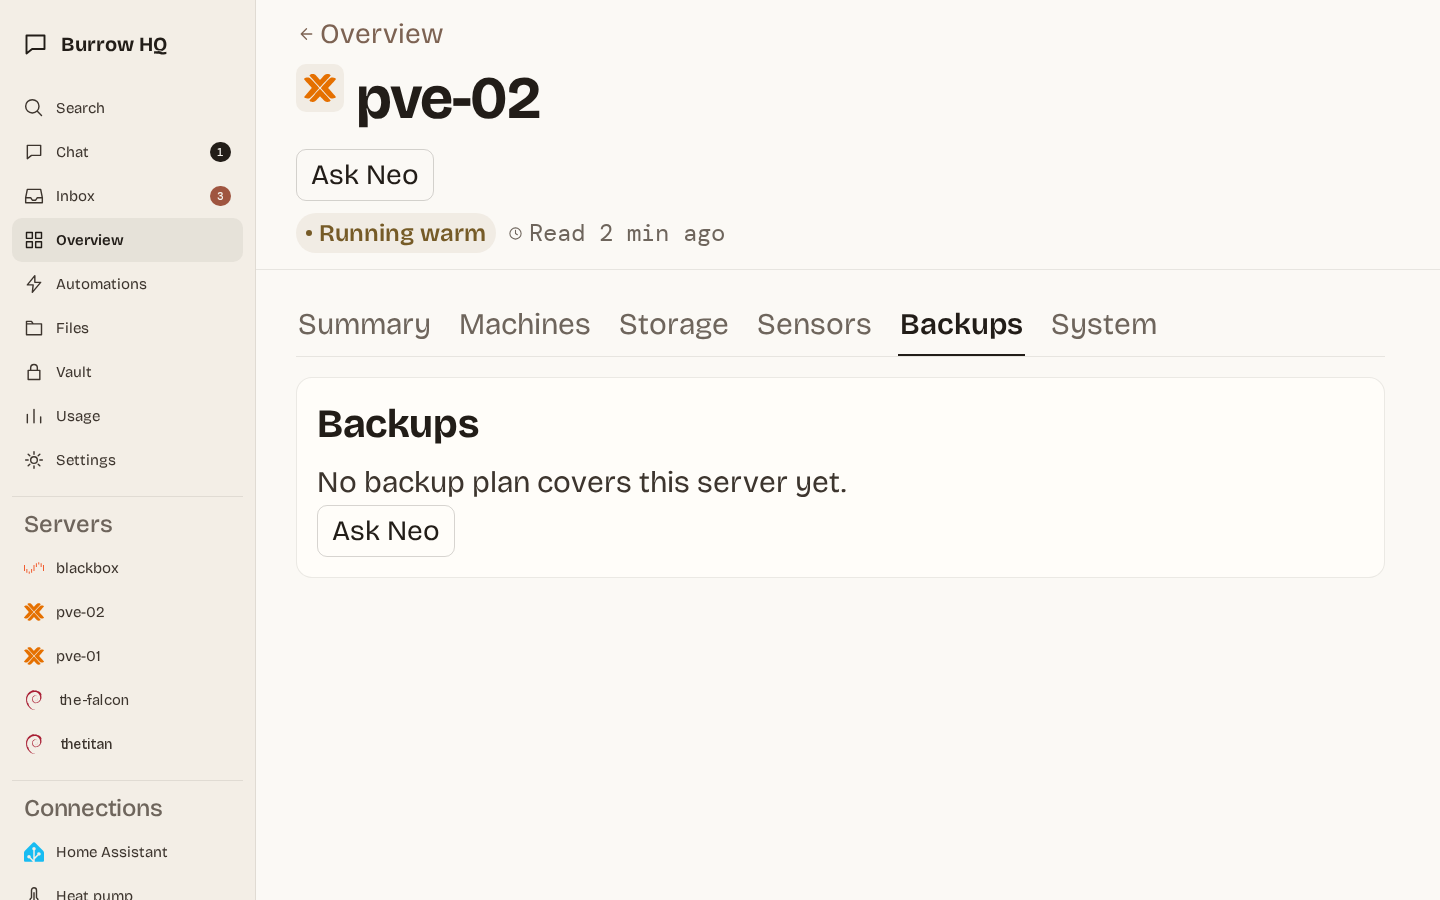 Burrow HQ
Search
Chat 1
Inbox 3
Overview
Automations
Files
Vault
Usage
Settings
Servers
blackbox
pve-02
pve-01
the-falcon
thetitan
Connections
Home Assistant
Heat pump
← Overview
pve-02
Ask Neo
• Running warm Read 2 min ago
Summary Machines Storage Sensors Backups System
Backups
No backup plan covers this server yet.
Ask Neo